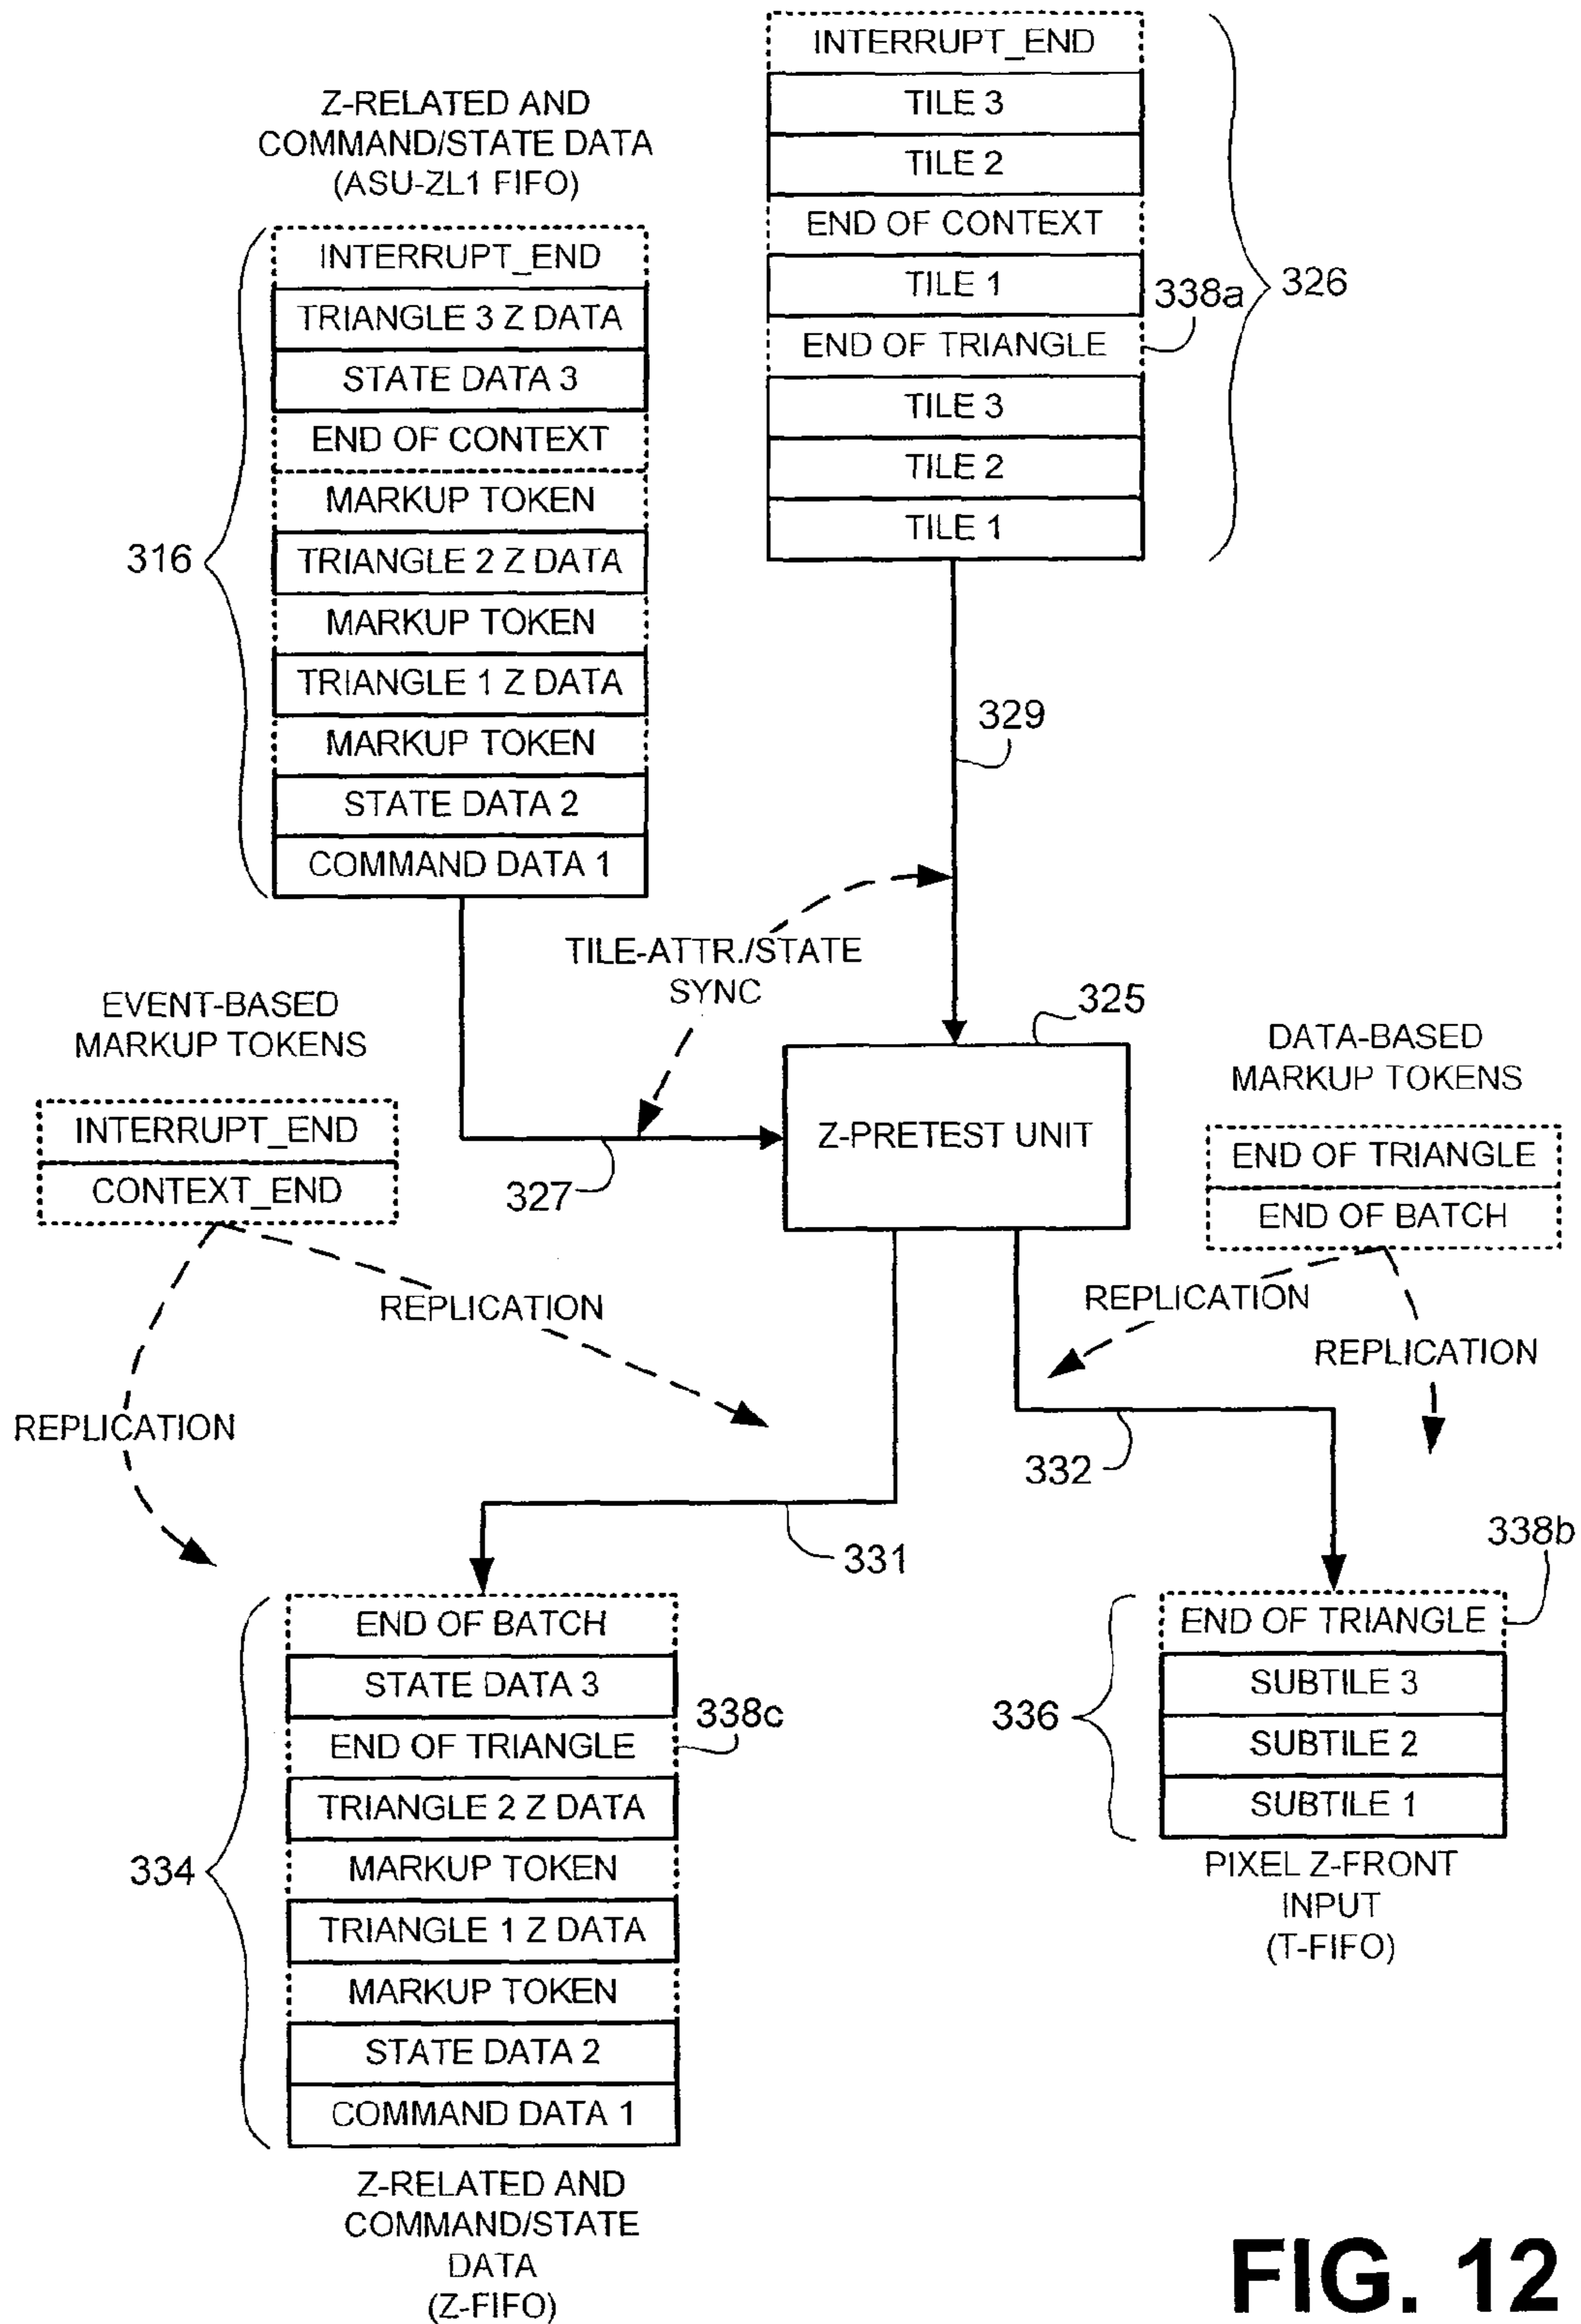 Z-RELATED AND
COMMAND/STATE DATA
(ASU-ZL1 FIFO)
INTERRUPT_END
TRIANGLE 3 Z DATA
STATE DATA 3
END OF CONTEXT
MARKUP TOKEN
TRIANGLE 2 Z DATA
MARKUP TOKEN
TRIANGLE 1 Z DATA
MARKUP TOKEN
STATE DATA 2
COMMAND DATA 1
316
INTERRUPT_END
TILE 3
TILE 2
END OF CONTEXT
TILE 1
END OF TRIANGLE
TILE 3
TILE 2
TILE 1
338a
326
329
TILE-ATTR./STATE
SYNC
327
325
Z-PRETEST UNIT
EVENT-BASED
MARKUP TOKENS
INTERRUPT_END
CONTEXT_END
REPLICATION
REPLICATION
DATA-BASED
MARKUP TOKENS
END OF TRIANGLE
END OF BATCH
REPLICATION
REPLICATION
331
332
END OF BATCH
STATE DATA 3
END OF TRIANGLE
TRIANGLE 2 Z DATA
MARKUP TOKEN
TRIANGLE 1 Z DATA
MARKUP TOKEN
STATE DATA 2
COMMAND DATA 1
334
338c
Z-RELATED AND
COMMAND/STATE
DATA
(Z-FIFO)
338b
END OF TRIANGLE
SUBTILE 3
SUBTILE 2
SUBTILE 1
336
PIXEL Z-FRONT
INPUT
(T-FIFO)
FIG. 12